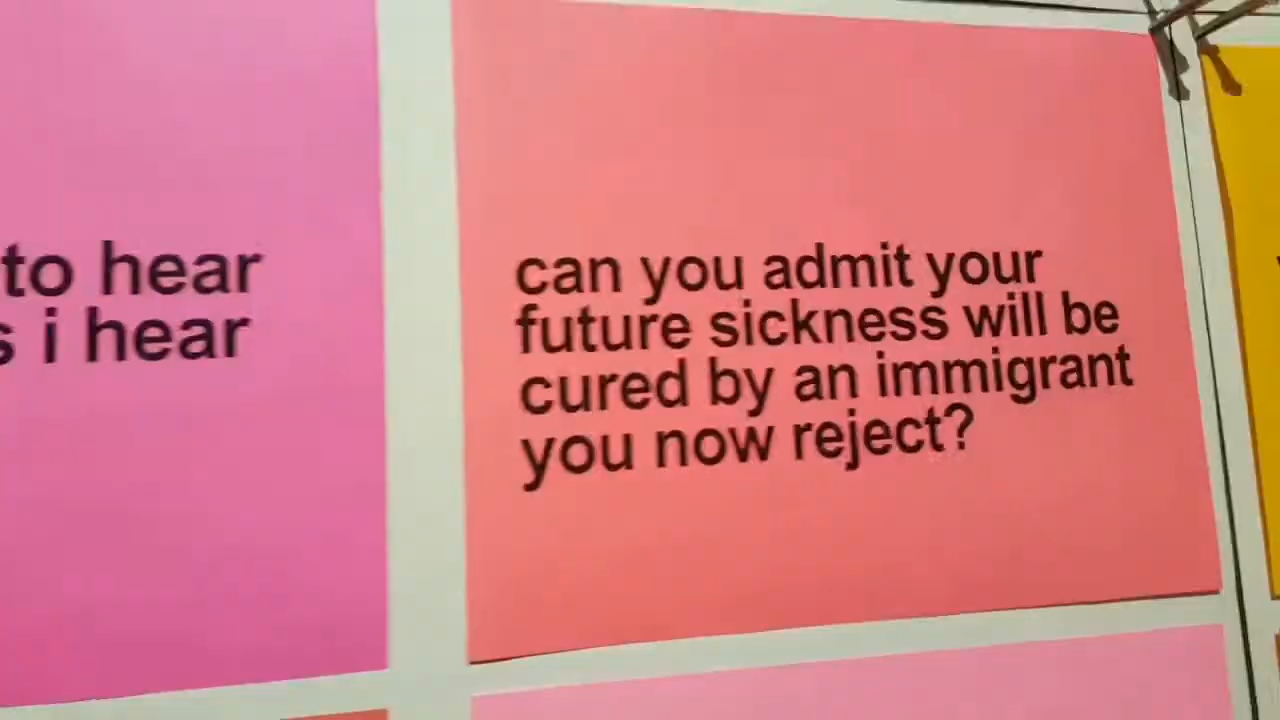 to hear
s i hear
can you admit your
future sickness will be
cured by an immigrant
you now reject?